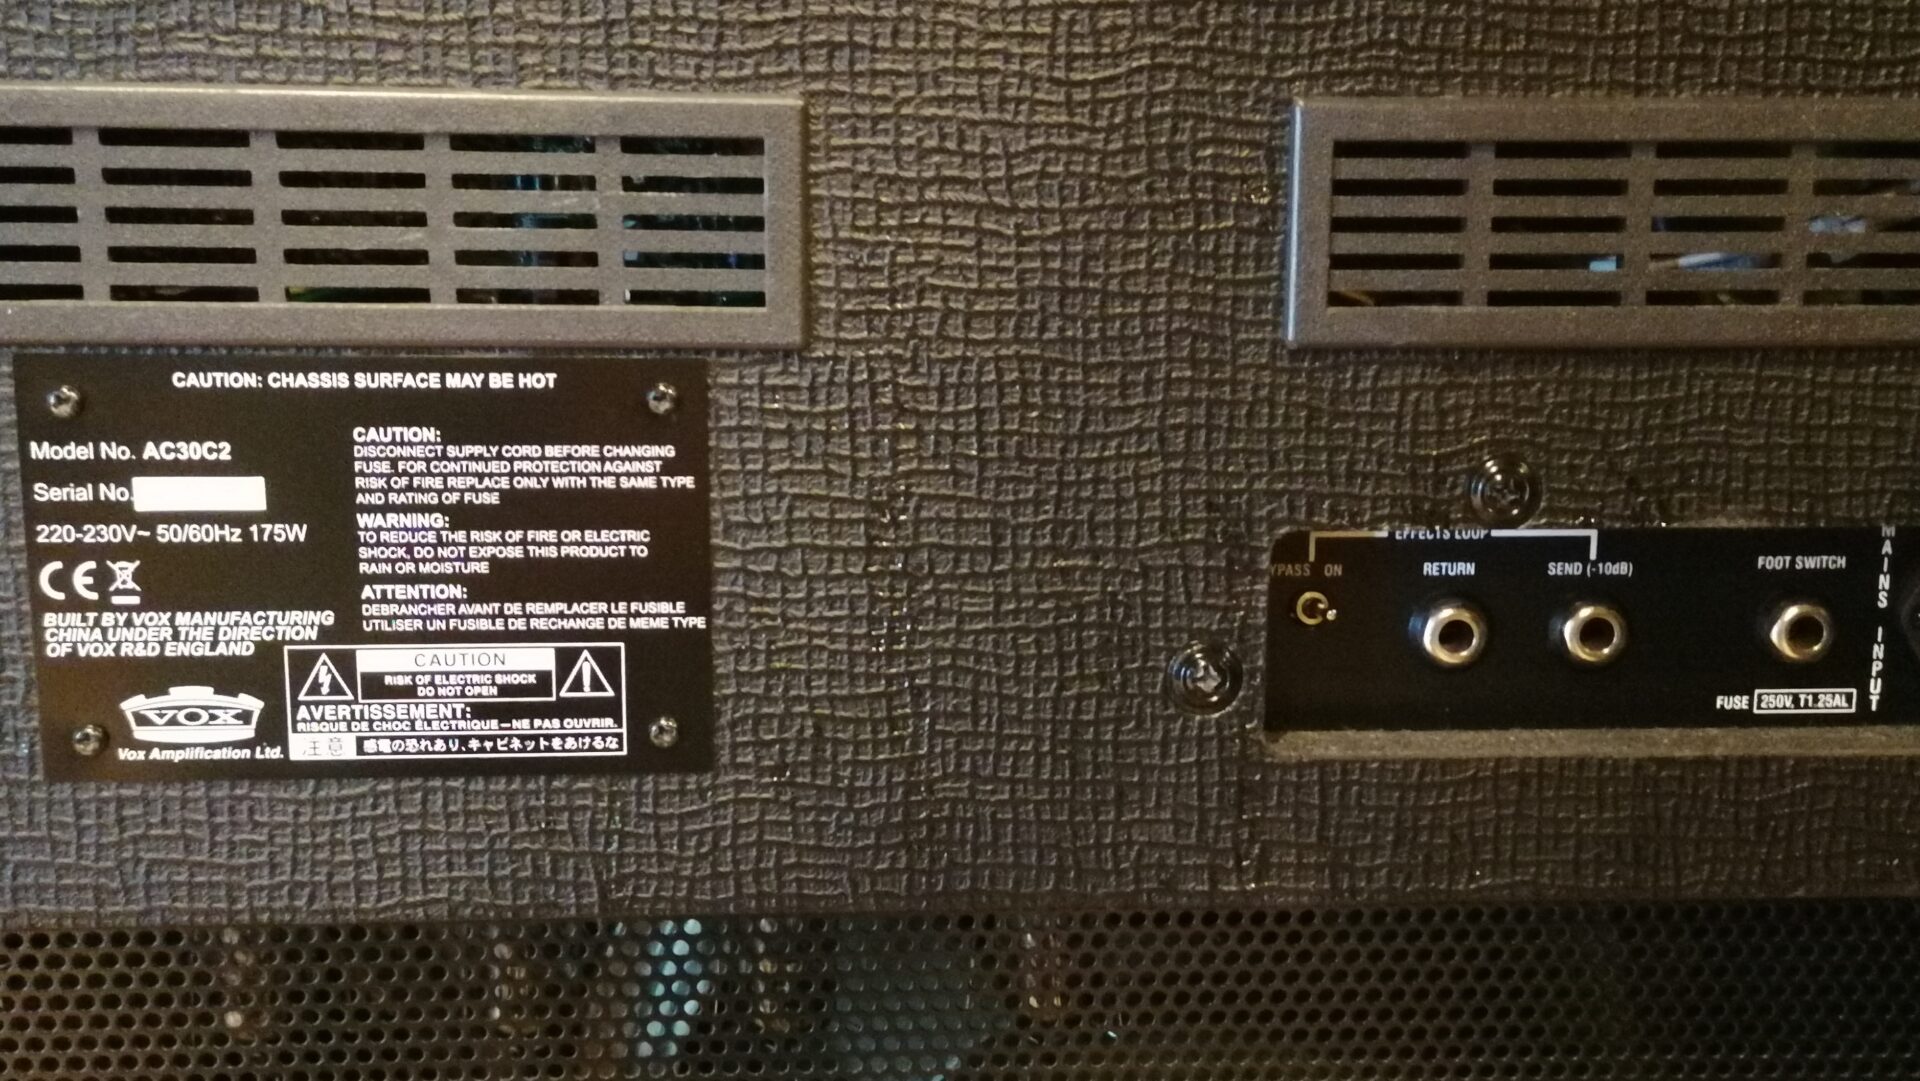 CAUTION: CHASSIS SURFACE MAY BE HOT
Model No. AC30C2
Serial No.
220-230V~ 50/60Hz 175W
CE
BUILT BY VOX MANUFACTURING
CHINA UNDER THE DIRECTION
OF VOX R&D ENGLAND
VOX
Vox Amplification Ltd.
CAUTION:
DISCONNECT SUPPLY CORD BEFORE CHANGING
FUSE. FOR CONTINUED PROTECTION AGAINST
RISK OF FIRE REPLACE ONLY WITH THE SAME TYPE
AND RATING OF FUSE
WARNING:
TO REDUCE THE RISK OF FIRE OR ELECTRIC
SHOCK, DO NOT EXPOSE THIS PRODUCT TO
RAIN OR MOISTURE
ATTENTION:
DEBRANCHER AVANT DE REMPLACER LE FUSIBLE
UTILISER UN FUSIBLE DE RECHANGE DE MEME TYPE
CAUTION
RISK OF ELECTRIC SHOCK
DO NOT OPEN
AVERTISSEMENT:
RISQUE DE CHOC ÉLECTRIQUE—NE PAS OUVRIR.
注意 感電の恐れあり、キャビネットをあけるな
EFFECTS LOOP
YPASS ON
RETURN
SEND (-10dB)
FOOT SWITCH
FUSE 250V, T1.25AL
MAINS INPUT